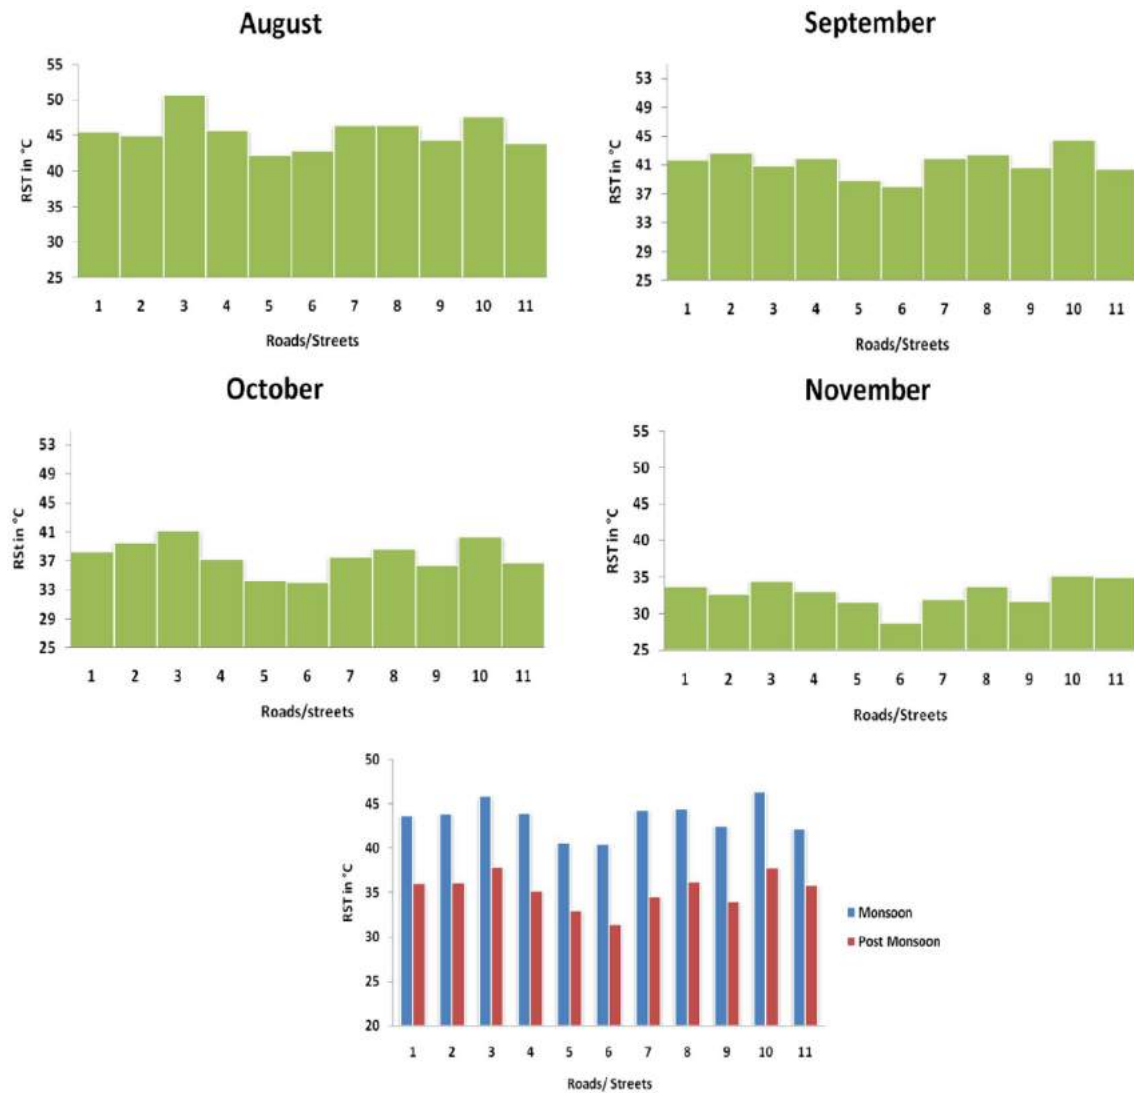 August
55
50
45
40
35
30
25
RST in °C
1 2 3 4 5 6 7 8 9 10 11
Roads/Streets
September
53
49
45
41
37
33
29
25
RST in °C
1 2 3 4 5 6 7 8 9 10 11
Roads/Streets
October
53
49
45
41
37
33
29
25
RSt in °C
1 2 3 4 5 6 7 8 9 10 11
Roads/streets
November
55
50
45
40
35
30
25
RST in °C
1 2 3 4 5 6 7 8 9 10 11
Roads/Streets
50
45
40
35
30
25
20
RST in °C
1 2 3 4 5 6 7 8 9 10 11
Roads/ Streets
Monsoon
Post Monsoon